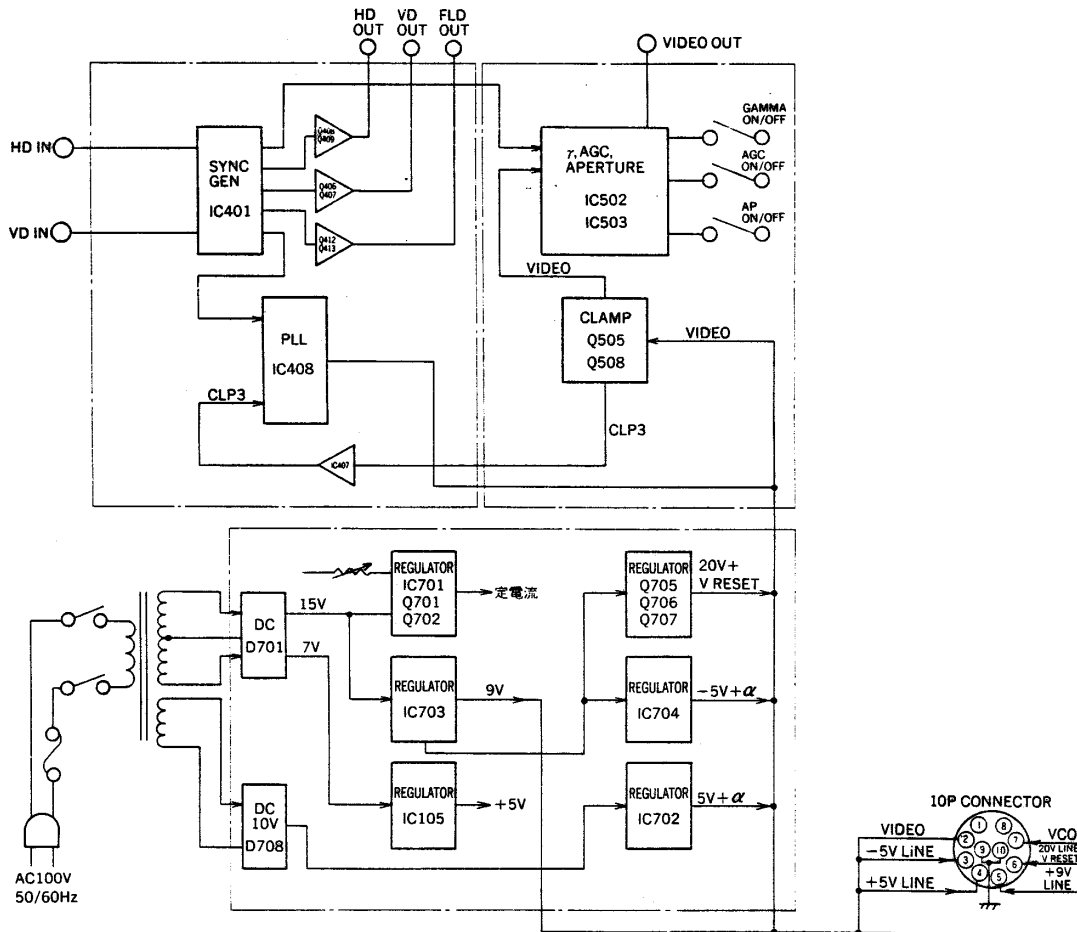 HD OUT
VD OUT
FLD OUT
VIDEO OUT
HD IN
VD IN
SYNC GEN
IC401
Q408
Q409
Q406
Q407
Q412
Q413
γ, AGC,
APERTURE
IC502
IC503
GAMMA
ON/OFF
AGC
ON/OFF
AP
ON/OFF
VIDEO
PLL
IC408
CLAMP
Q505
Q508
VIDEO
CLP3
CLP3
IC407
REGULATOR
IC701
Q701
Q702
定電流
REGULATOR
Q705
Q706
Q707
20V+
V RESET
15V
DC
D701
7V
REGULATOR
IC703
9V
REGULATOR
IC704
−5V+α
REGULATOR
IC105
+5V
REGULATOR
IC702
5V+α
DC
10V
D708
AC100V
50/60Hz
10P CONNECTOR
VIDEO
−5V LINE
+5V LINE
1
2
3
4
5
6
7
8
9
10
VCO
20V LINE
V RESET
+9V
LINE